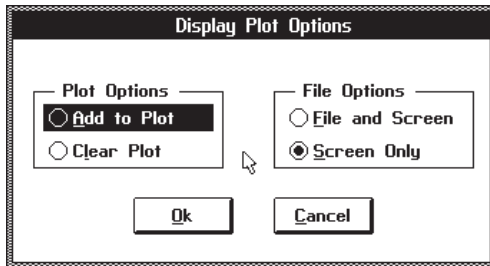 Display Plot Options
Plot Options
Add to Plot
Clear Plot
File Options
File and Screen
Screen Only
Ok
Cancel